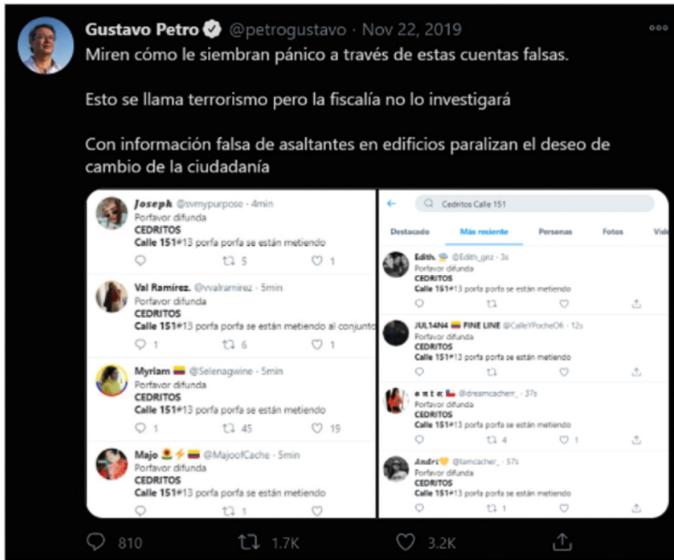 Gustavo Petro @petrogustavo · Nov 22, 2019
Miren cómo le siembran pánico a través de estas cuentas falsas.
Esto se llama terrorismo pero la fiscalía no lo investigará
Con información falsa de asaltantes en edificios paralizan el deseo de
cambio de la ciudadanía
Joseph @svmypurpose · 4min
Porfavor difunda
CEDRITOS
Calle 151#13 porfa porfa se están metiendo
5 1
Val Ramírez. @vvalramirez · 5min
Porfavor difunda
CEDRITOS
Calle 151#13 porfa porfa se están metiendo al conjunto
1 6 1
Myriam @Selenagwine · 5min
Porfavor difunda
CEDRITOS
Calle 151#13 porfa porfa se están metiendo
1 45 19
Majo @MajoofCache · 5min
Porfavor difunda
CEDRITOS
Calle 151#13 porfa porfa se están metiendo
1
Cedritos Calle 151
Destacado Más reciente Personas Fotos Vide
Edith. @Edith_gnz · 3s
Porfavor difunda
CEDRITOS
Calle 151#13 porfa porfa se están metiendo
JUL14N4 FINE LINE @CalleYPocheO6 · 12s
Porfavor difunda
CEDRITOS
Calle 151#13 porfa porfa se están metiendo
@dreamcacherr_ · 37s
Porfavor difunda
CEDRITOS
Calle 151#13 porfa porfa se están metiendo
4 1
Andri @iamcacher_ · 57s
Porfavor difunda
CEDRITOS
Calle 151#13 porfa porfa se están metiendo
1
810 1.7K 3.2K